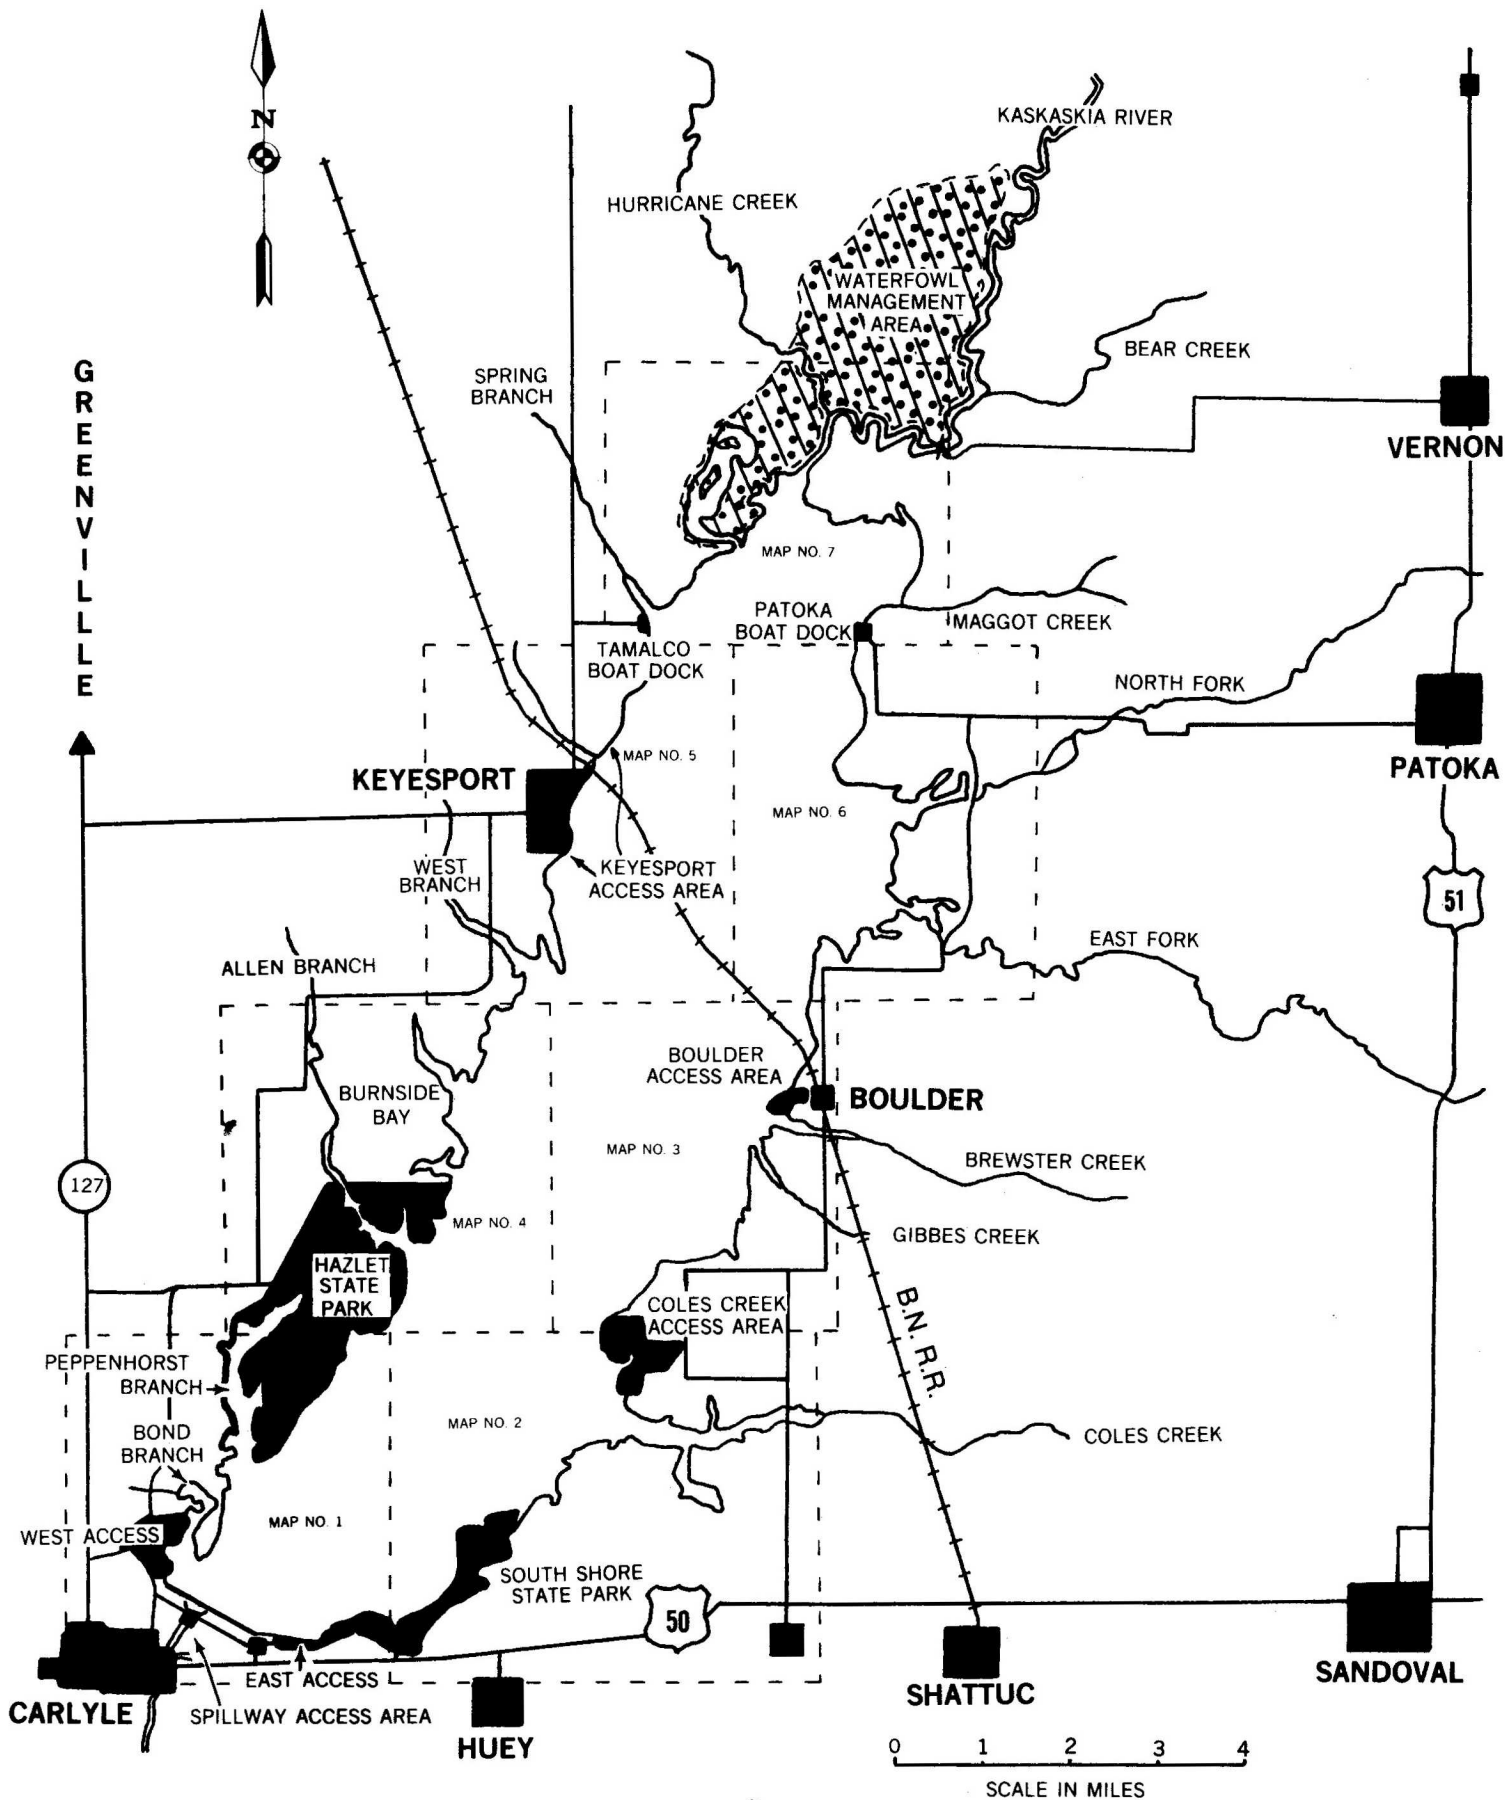 KASKASKIA RIVER
N
HURRICANE CREEK
WATERFOWL
MANAGEMENT
AREA
BEAR CREEK
SPRING
BRANCH
GREENVILLLE
VERNON
MAP NO. 7
PATOKA
BOAT DOCK
MAGGOT CREEK
TAMALCO
BOAT DOCK
NORTH FORK
MAP NO. 5
KEYESPORT
PATOKA
MAP NO. 6
WEST
BRANCH
KEYESPORT
ACCESS AREA
51
EAST FORK
ALLEN BRANCH
BOULDER
ACCESS AREA
BURNSIDE
BAY
BOULDER
MAP NO. 3
BREWSTER CREEK
127
MAP NO. 4
GIBBES CREEK
HAZLET
STATE
PARK
COLES CREEK
ACCESS AREA
B.N. R.R.
PEPPENHORST
BRANCH
MAP NO. 2
BOND
BRANCH
COLES CREEK
MAP NO. 1
WEST ACCESS
SOUTH SHORE
STATE PARK
50
EAST ACCESS
SANDOVAL
SHATTUC
CARLYLE
SPILLWAY ACCESS AREA
HUEY
0 1 2 3 4
SCALE IN MILES